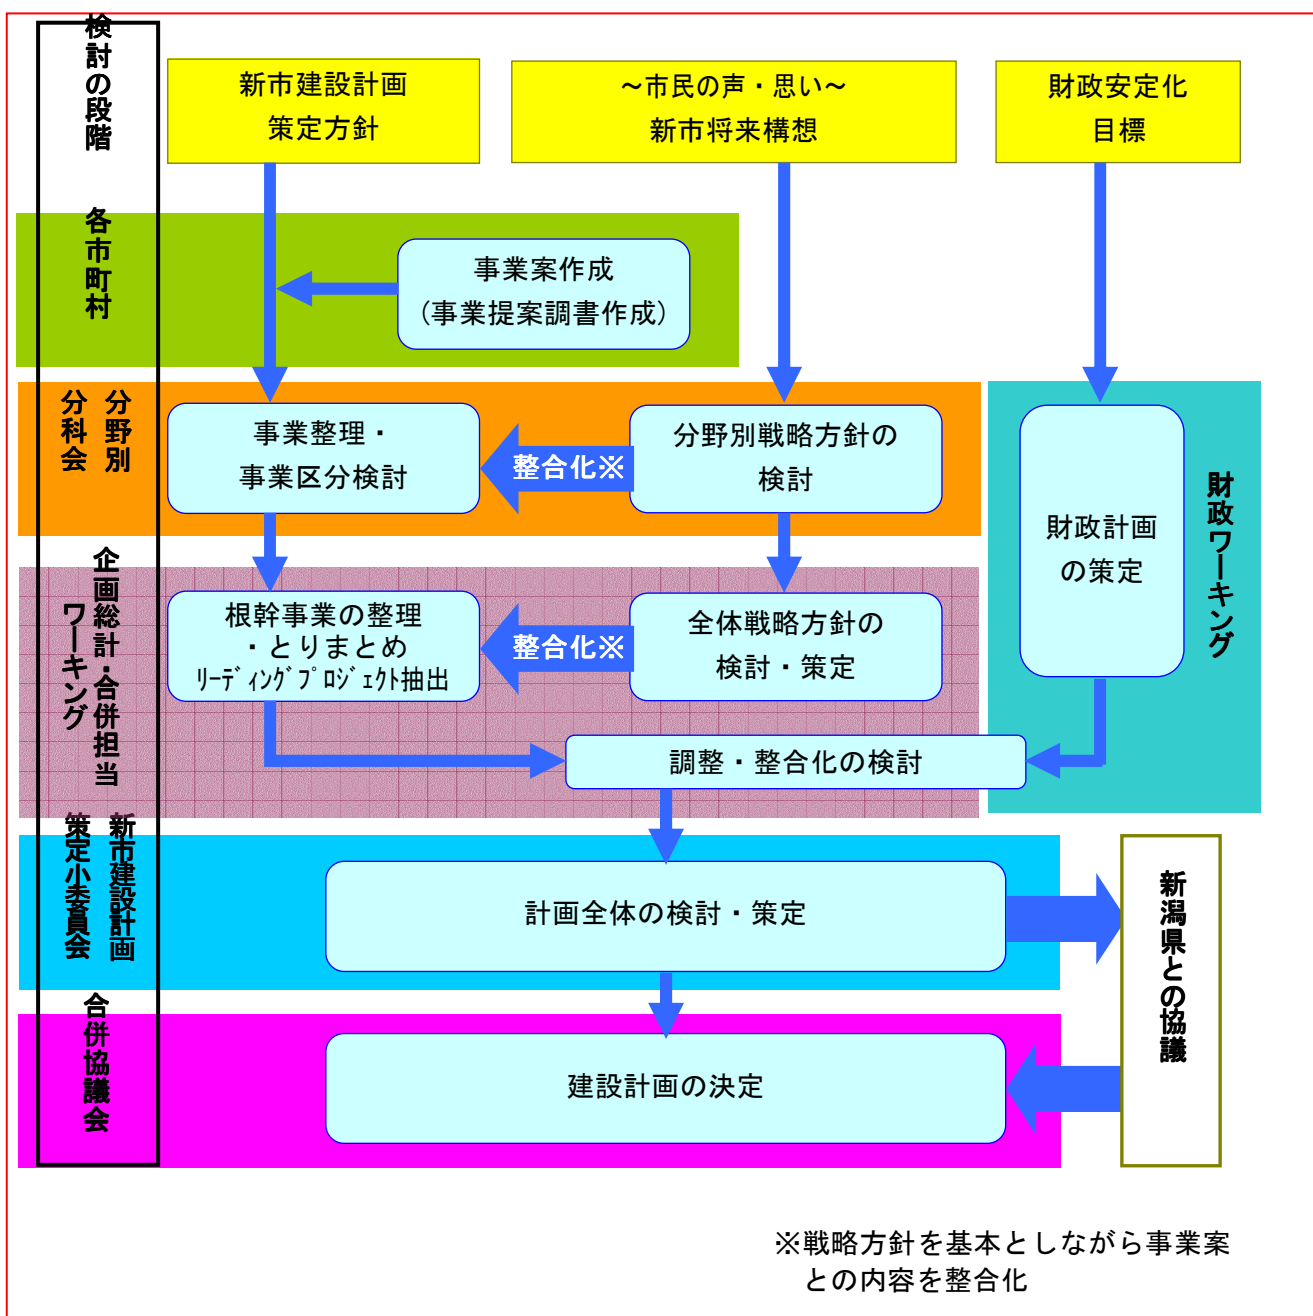 検討の段階
新市建設計画
策定方針
～市民の声・思い～
新市将来構想
財政安定化
目標
各市町村
事業案作成
(事業提案調書作成)
分野別
分科会
事業整理・
事業区分検討
整合化※
分野別戦略方針の
検討
財政計画
の策定
財政ワーキング
企画総計・合併担当
ワーキング
根幹事業の整理
・とりまとめ
ﾘｰﾃﾞｨﾝｸﾞﾌﾟﾛｼﾞｪｸﾄ抽出
整合化※
全体戦略方針の
検討・策定
調整・整合化の検討
新市建設計画
策定小委員会
計画全体の検討・策定
新潟県との協議
合併協議会
建設計画の決定
※戦略方針を基本としながら事業案
との内容を整合化